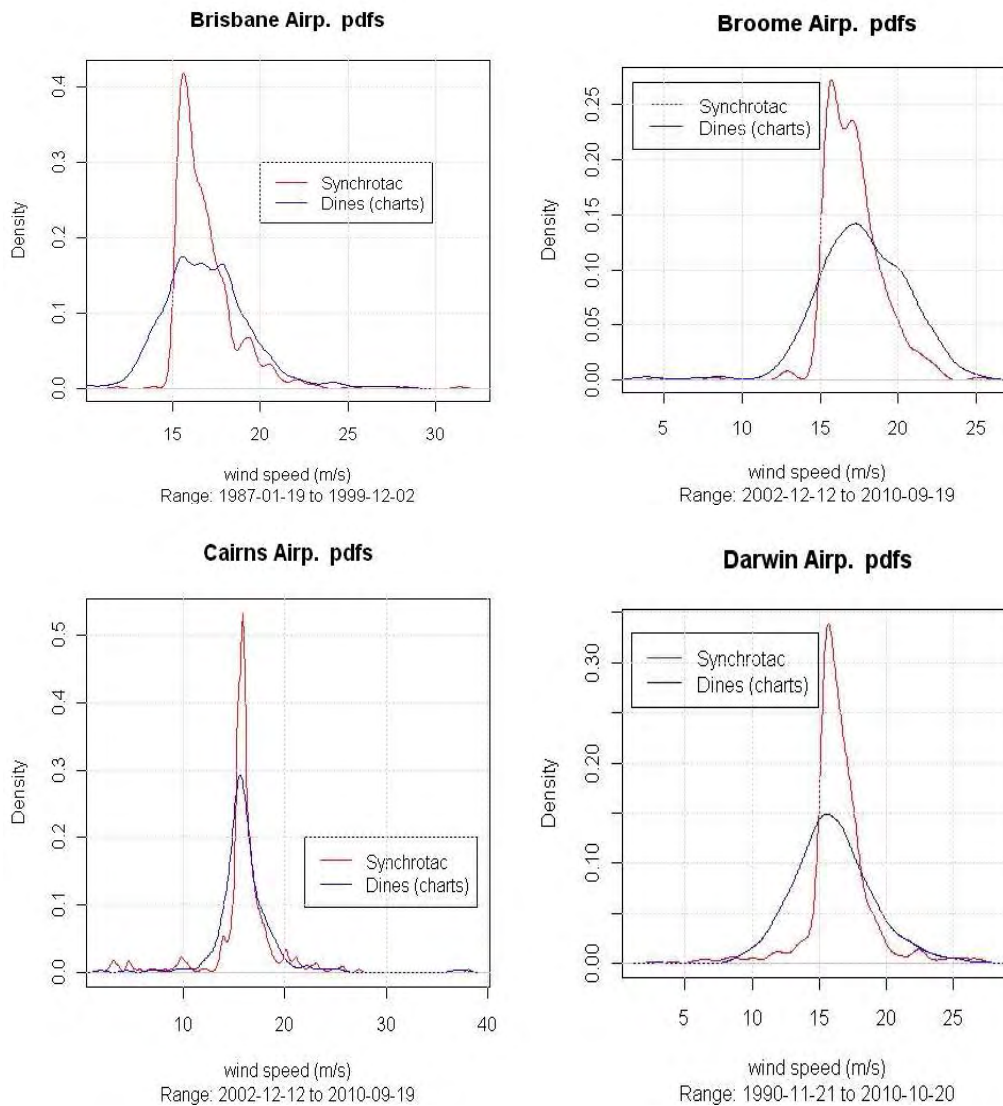 Brisbane Airp. pdfs
Density
0.0
0.1
0.2
0.3
0.4
Synchrotac
Dines (charts)
15
20
25
30
wind speed (m/s)
Range: 1987-01-19 to 1999-12-02
Broome Airp. pdfs
Density
0.00
0.05
0.10
0.15
0.20
0.25
Synchrotac
Dines (charts)
5
10
15
20
25
wind speed (m/s)
Range: 2002-12-12 to 2010-09-19
Cairns Airp. pdfs
Density
0.0
0.1
0.2
0.3
0.4
0.5
Synchrotac
Dines (charts)
10
20
30
40
wind speed (m/s)
Range: 2002-12-12 to 2010-09-19
Darwin Airp. pdfs
Density
0.00
0.10
0.20
0.30
Synchrotac
Dines (charts)
5
10
15
20
25
wind speed (m/s)
Range: 1990-11-21 to 2010-10-20